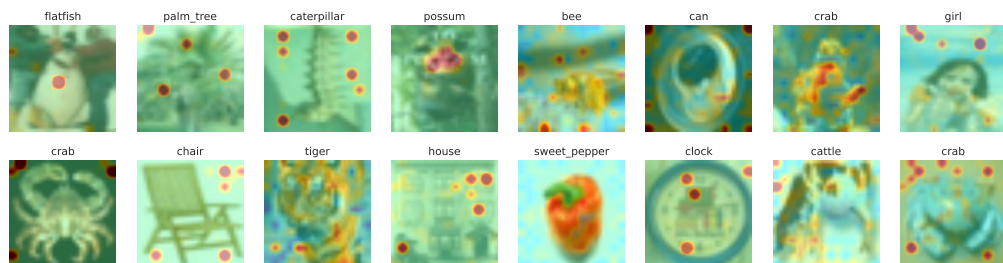 flatfish palm_tree caterpillar possum bee can crab girl
crab chair tiger house sweet_pepper clock cattle crab